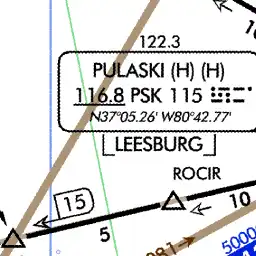 122.3
PULASKI (H) (H)
116.8 PSK 115
N37°05.26' W80°42.77'
LEESBURG
ROCIR
15
10
5
081
5000